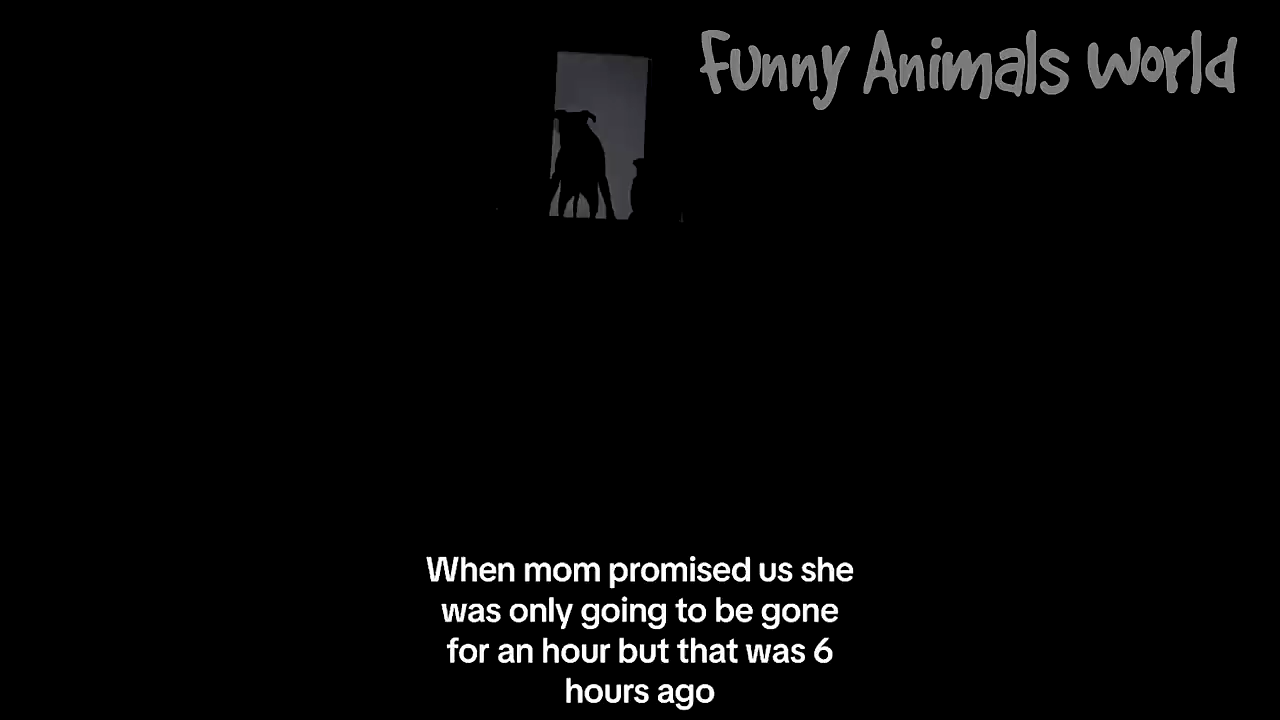 Funny Animals World
When mom promised us she
was only going to be gone
for an hour but that was 6
hours ago